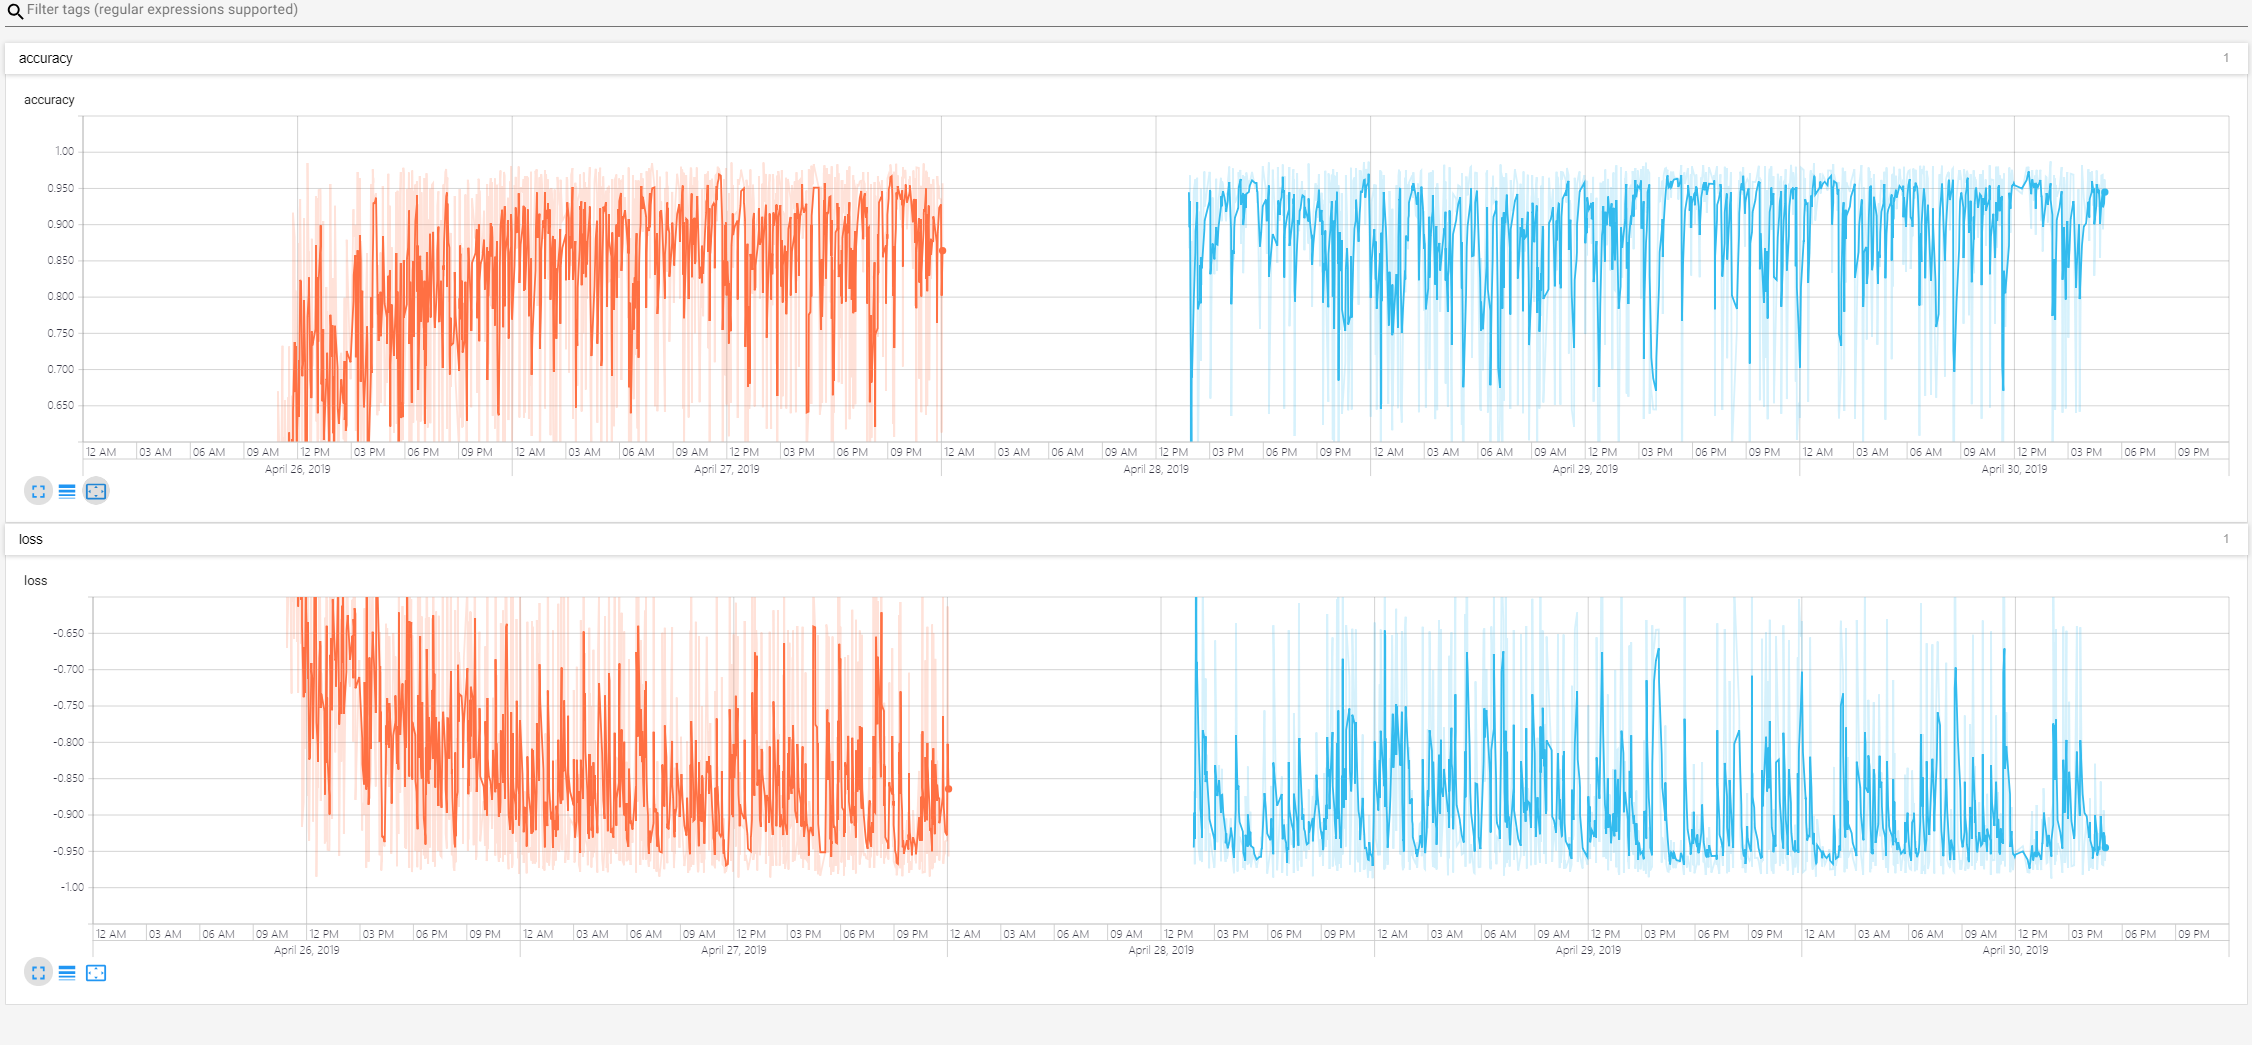 Filter tags (regular expressions supported)
accuracy 1
accuracy
1.00
0.950
0.900
0.850
0.800
0.750
0.700
0.650
12 AM 03 AM 06 AM 09 AM 12 PM 03 PM 06 PM 09 PM 12 AM 03 AM 06 AM 09 AM 12 PM 03 PM 06 PM 09 PM 12 AM 03 AM 06 AM 09 AM 12 PM 03 PM 06 PM 09 PM 12 AM 03 AM 06 AM 09 AM 12 PM 03 PM 06 PM 09 PM 12 AM 03 AM 06 AM 09 AM 12 PM 03 PM 06 PM 09 PM
April 26, 2019 April 27, 2019 April 28, 2019 April 29, 2019 April 30, 2019
loss 1
loss
-0.650
-0.700
-0.750
-0.800
-0.850
-0.900
-0.950
-1.00
12 AM 03 AM 06 AM 09 AM 12 PM 03 PM 06 PM 09 PM 12 AM 03 AM 06 AM 09 AM 12 PM 03 PM 06 PM 09 PM 12 AM 03 AM 06 AM 09 AM 12 PM 03 PM 06 PM 09 PM 12 AM 03 AM 06 AM 09 AM 12 PM 03 PM 06 PM 09 PM 12 AM 03 AM 06 AM 09 AM 12 PM 03 PM 06 PM 09 PM
April 26, 2019 April 27, 2019 April 28, 2019 April 29, 2019 April 30, 2019